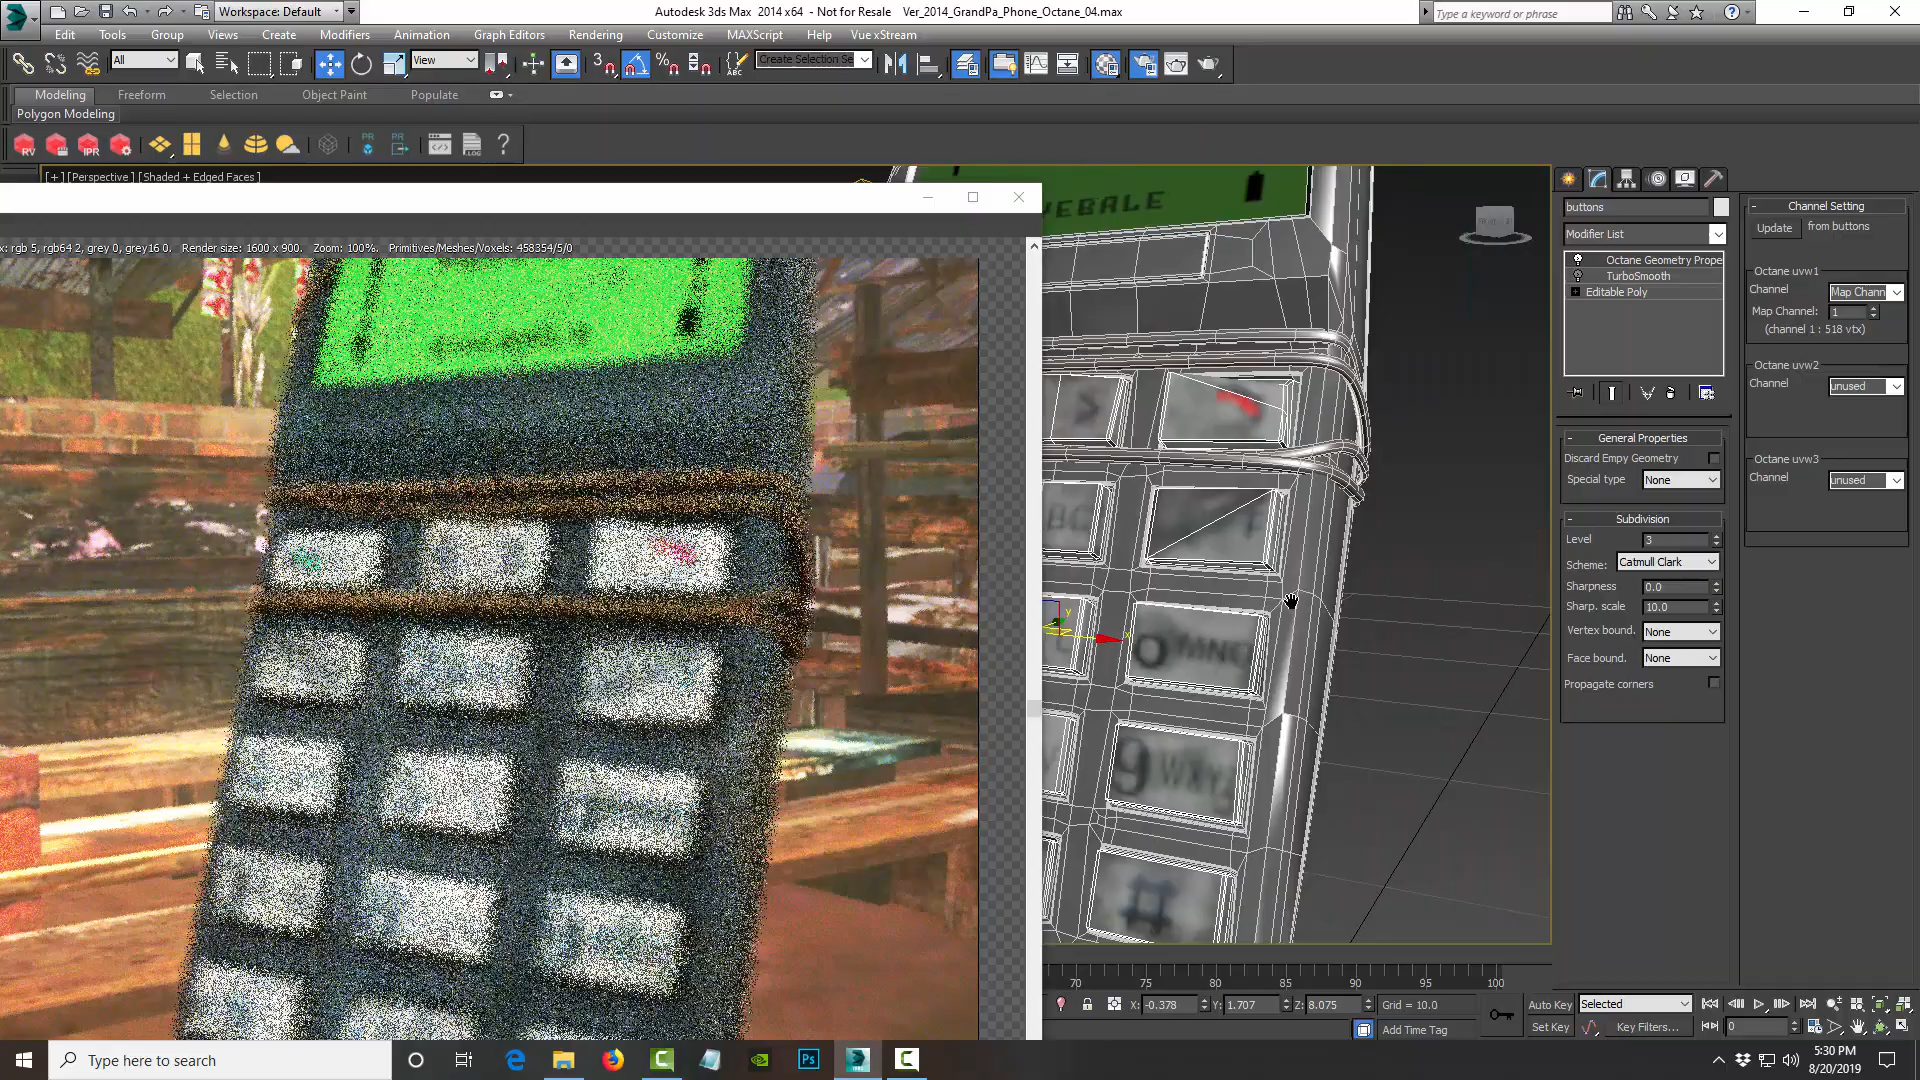 Workspace: Default
Autodesk 3ds Max 2014 x64 - Not for Resale Ver_2014_GrandPa_Phone_Octane_04.max
Type a keyword or phrase
Edit Tools Group Views Create Modifiers Animation Graph Editors Rendering Customize MAXScript Help Vue xStream
All
View
Create Selection Se
Modeling Freeform Selection Object Paint Populate
Polygon Modeling
RV IPR PR PR LOG ?
[+] [Perspective] [Shaded + Edged Faces]
x: rgb 5, rgb64 2, grey 0, grey16 0. Render size: 1600 x 900. Zoom: 100%. Primitives/Meshes/Voxels: 458354/5/0
9
#
x
y
buttons
Modifier List
Octane Geometry Prope
TurboSmooth
Editable Poly
General Properties
Discard Empy Geometry
Special type None
Subdivision
Level 3
Scheme: Catmull Clark
Sharpness 0.0
Sharp. scale 10.0
Vertex bound. None
Face bound. None
Propagate corners
Channel Setting
Update from buttons
Octane uvw1
Channel Map Chann
Map Channel: 1
(channel 1 : 518 vtx)
Octane uvw2
Channel unused
Octane uvw3
Channel unused
70 75 80 85 90 95 100
X: -0.378 Y: 1.707 Z: 8.075 Grid = 10.0
Add Time Tag
Auto Key Selected
Set Key Key Filters... 0
Type here to search
Ps
5:30 PM
8/20/2019